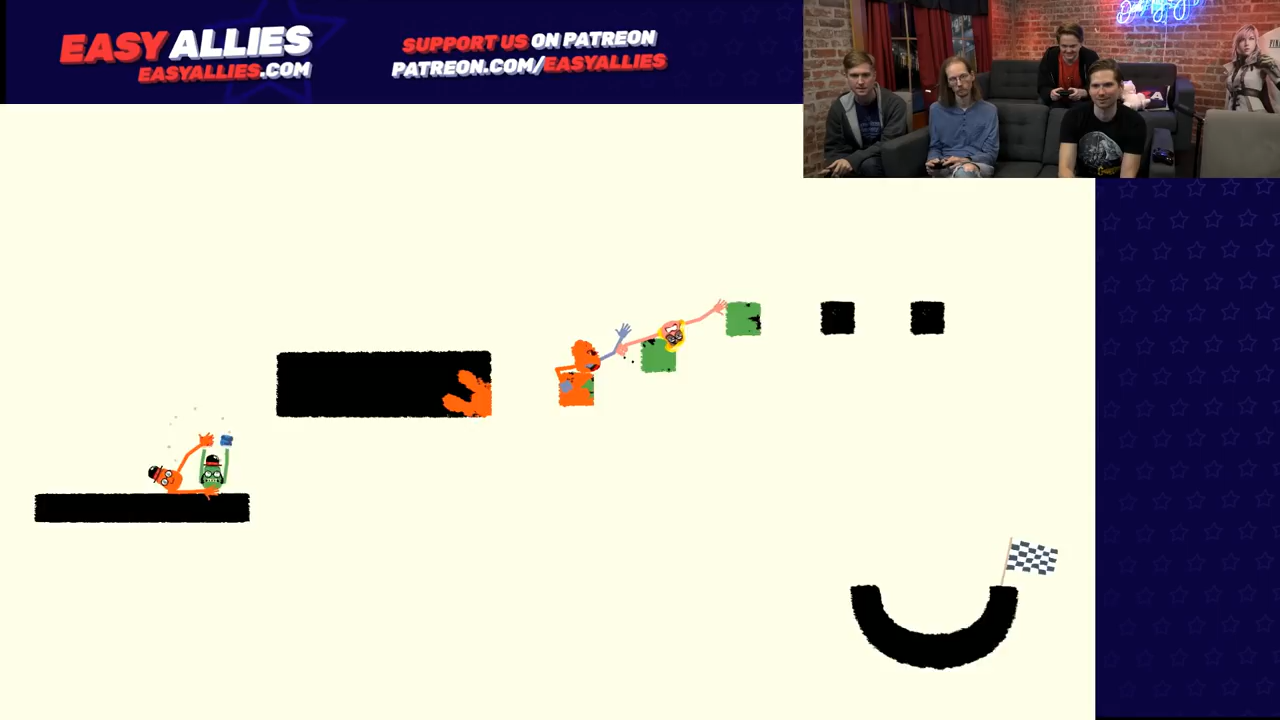 EASY ALLIES
EASYALLIES.COM
SUPPORT US ON PATREON
PATREON.COM/EASYALLIES